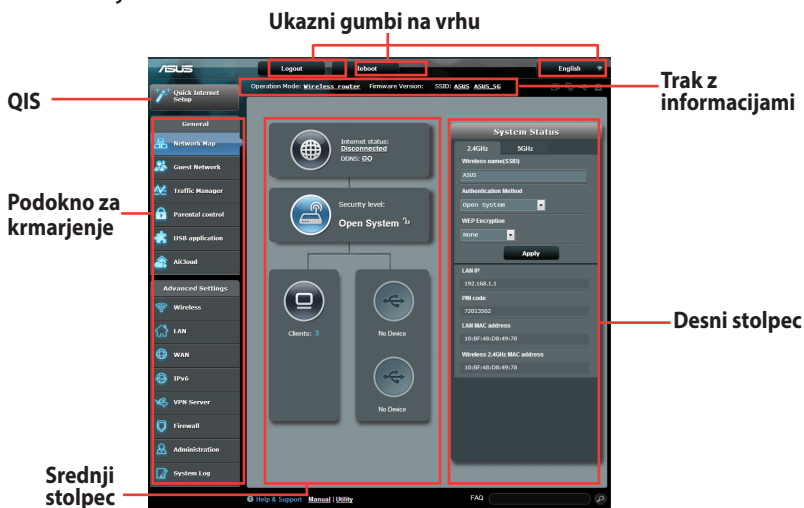 Ukazni gumbi na vrhu
QIS
Podokno za
krmarjenje
Srednji
stolpec
Trak z
informacijami
Desni stolpec
ASUS
Logout
Reboot
English
Operation Mode: Wireless router Firmware Version: SSID: ASUS ASUS_5G
Quick Internet
Setup
General
Network Map
Guest Network
Traffic Manager
Parental control
USB application
AiCloud
Advanced Settings
Wireless
LAN
WAN
IPv6
VPN Server
Firewall
Administration
System Log
Internet status:
Disconnected
DDNS: GO
Security level:
Open System
Clients: 3
No Device
No Device
System Status
2.4GHz 5GHz
Wireless name(SSID)
ASUS
Authentication Method
Open System
WEP Encryption
None
Apply
LAN IP
192.168.1.1
PIN code
72013502
LAN MAC address
10:BF:48:D8:49:78
Wireless 2.4GHz MAC address
10:BF:48:D8:49:78
Help & Support Manual | Utility
FAQ